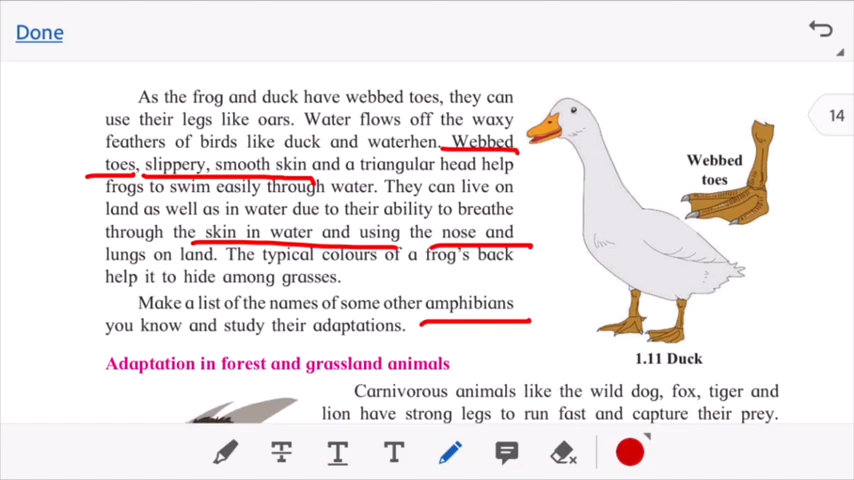 Done
14
As the frog and duck have webbed toes, they can
use their legs like oars. Water flows off the waxy
feathers of birds like duck and waterhen. Webbed
toes, slippery, smooth skin and a triangular head help
frogs to swim easily through water. They can live on
land as well as in water due to their ability to breathe
through the skin in water and using the nose and
lungs on land. The typical colours of a frog's back
help it to hide among grasses.
Make a list of the names of some other amphibians
you know and study their adaptations.
Webbed
toes
1.11 Duck
Adaptation in forest and grassland animals
Carnivorous animals like the wild dog, fox, tiger and
lion have strong legs to run fast and capture their prey.
T
T
T